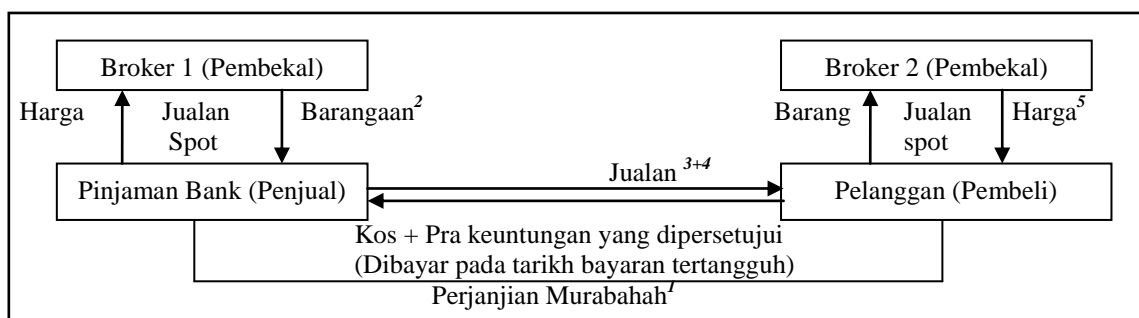 Broker 1 (Pembekal)
Broker 2 (Pembekal)
Harga
Jualan
Spot
Barangaan²
Barang
Jualan
spot
Harga⁵
Pinjaman Bank (Penjual)
Jualan ³⁺⁴
Pelanggan (Pembeli)
Kos + Pra keuntungan yang dipersetujui
(Dibayar pada tarikh bayaran tertangguh)
Perjanjian Murabahah¹